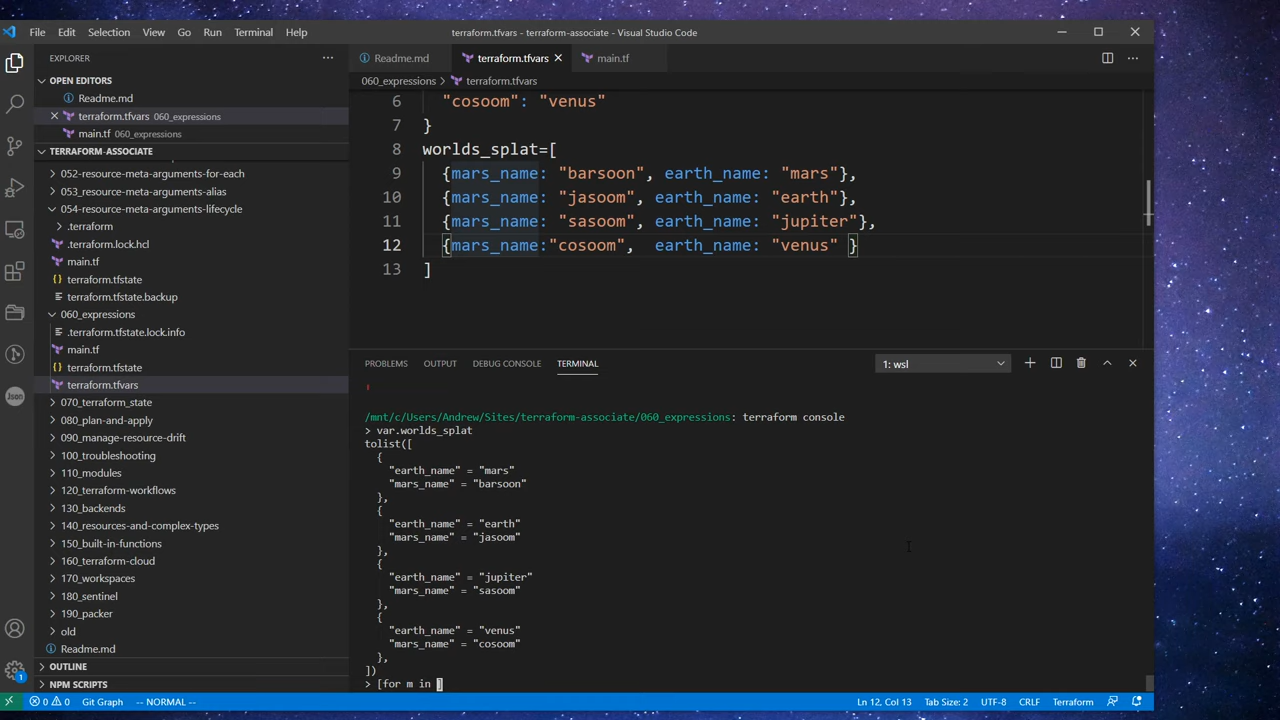 File Edit Selection View Go Run Terminal Help
terraform.tfvars - terraform-associate - Visual Studio Code
EXPLORER
OPEN EDITORS
Readme.md
terraform.tfvars 060_expressions
main.tf 060_expressions
TERRAFORM-ASSOCIATE
052-resource-meta-arguments-for-each
053_resource-meta-arguments-alias
054-resource-meta-arguments-lifecycle
.terraform
.terraform.lock.hcl
main.tf
terraform.tfstate
terraform.tfstate.backup
060_expressions
.terraform.tfstate.lock.info
main.tf
terraform.tfstate
terraform.tfvars
070_terraform_state
080_plan-and-apply
090_manage-resource-drift
100_troubleshooting
110_modules
120_terraform-workflows
130_backends
140_resources-and-complex-types
150_built-in-functions
160_terraform-cloud
170_workspaces
180_sentinel
190_packer
old
Readme.md
OUTLINE
NPM SCRIPTS
Json
1
Readme.md terraform.tfvars main.tf
060_expressions > terraform.tfvars
6 "cosoom": "venus"
7 }
8 worlds_splat=[
9 {mars_name: "barsoon", earth_name: "mars"},
10 {mars_name: "jasoom", earth_name: "earth"},
11 {mars_name: "sasoom", earth_name: "jupiter"},
12 {mars_name:"cosoom",  earth_name: "venus" }
13 ]
PROBLEMS OUTPUT DEBUG CONSOLE TERMINAL 1: wsl
/mnt/c/Users/Andrew/Sites/terraform-associate/060_expressions: terraform console
> var.worlds_splat
tolist([
{
"earth_name" = "mars"
"mars_name" = "barsoon"
},
{
"earth_name" = "earth"
"mars_name" = "jasoom"
},
{
"earth_name" = "jupiter"
"mars_name" = "sasoom"
},
{
"earth_name" = "venus"
"mars_name" = "cosoom"
},
])
> [for m in ]
0 0 Git Graph -- NORMAL -- Ln 12, Col 13 Tab Size: 2 UTF-8 CRLF Terraform